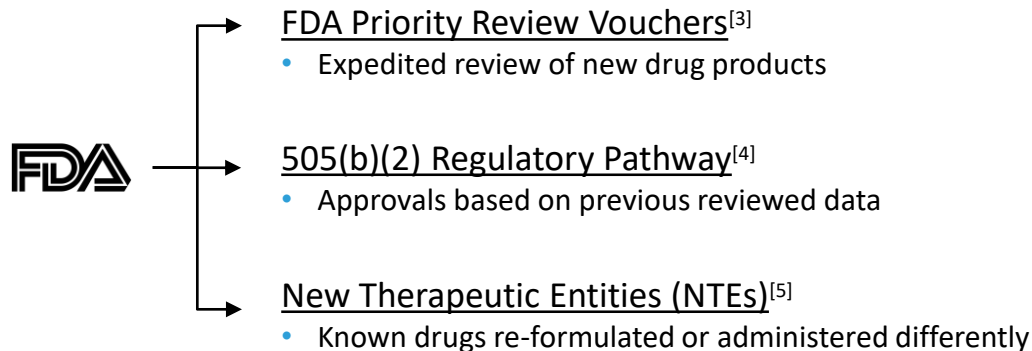 FDA Priority Review Vouchers[3]
• Expedited review of new drug products
FDA
505(b)(2) Regulatory Pathway[4]
• Approvals based on previous reviewed data
New Therapeutic Entities (NTEs)[5]
• Known drugs re-formulated or administered differently